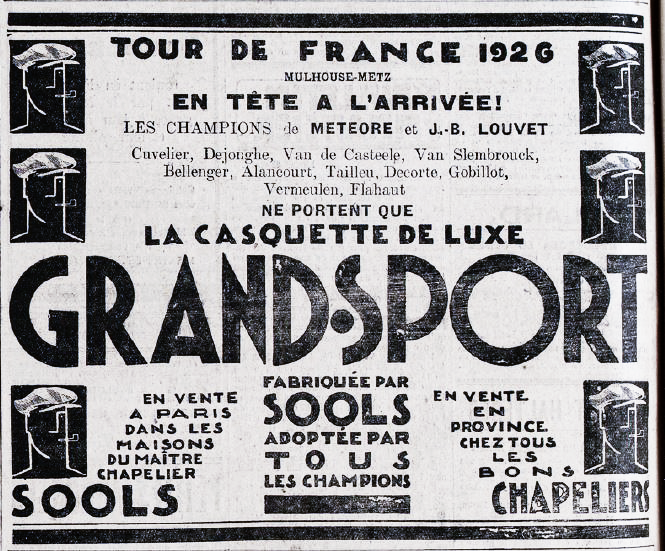 TOUR DE FRANCE 1926
MULHOUSE-METZ
EN TÊTE A L'ARRIVÉE!
LES CHAMPIONS de METEORE et J.-B. LOUVET
Cuvelier, Dejonghe, Van de Casteele, Van Slembrouck,
Bellenger, Alancourt, Tailleu, Decorte, Gobillot,
Vermeulen, Flahaut
NE PORTENT QUE
LA CASQUETTE DE LUXE
GRAND·SPORT
EN VENTE
A PARIS
DANS LES
MAISONS
DU MAÎTRE
CHAPELIER
SOOLS
FABRIQUÉE PAR
SOOLS
ADOPTÉE PAR
TOUS
LES CHAMPIONS
EN VENTE
EN
PROVINCE
CHEZ TOUS
LES
BONS
CHAPELIERS